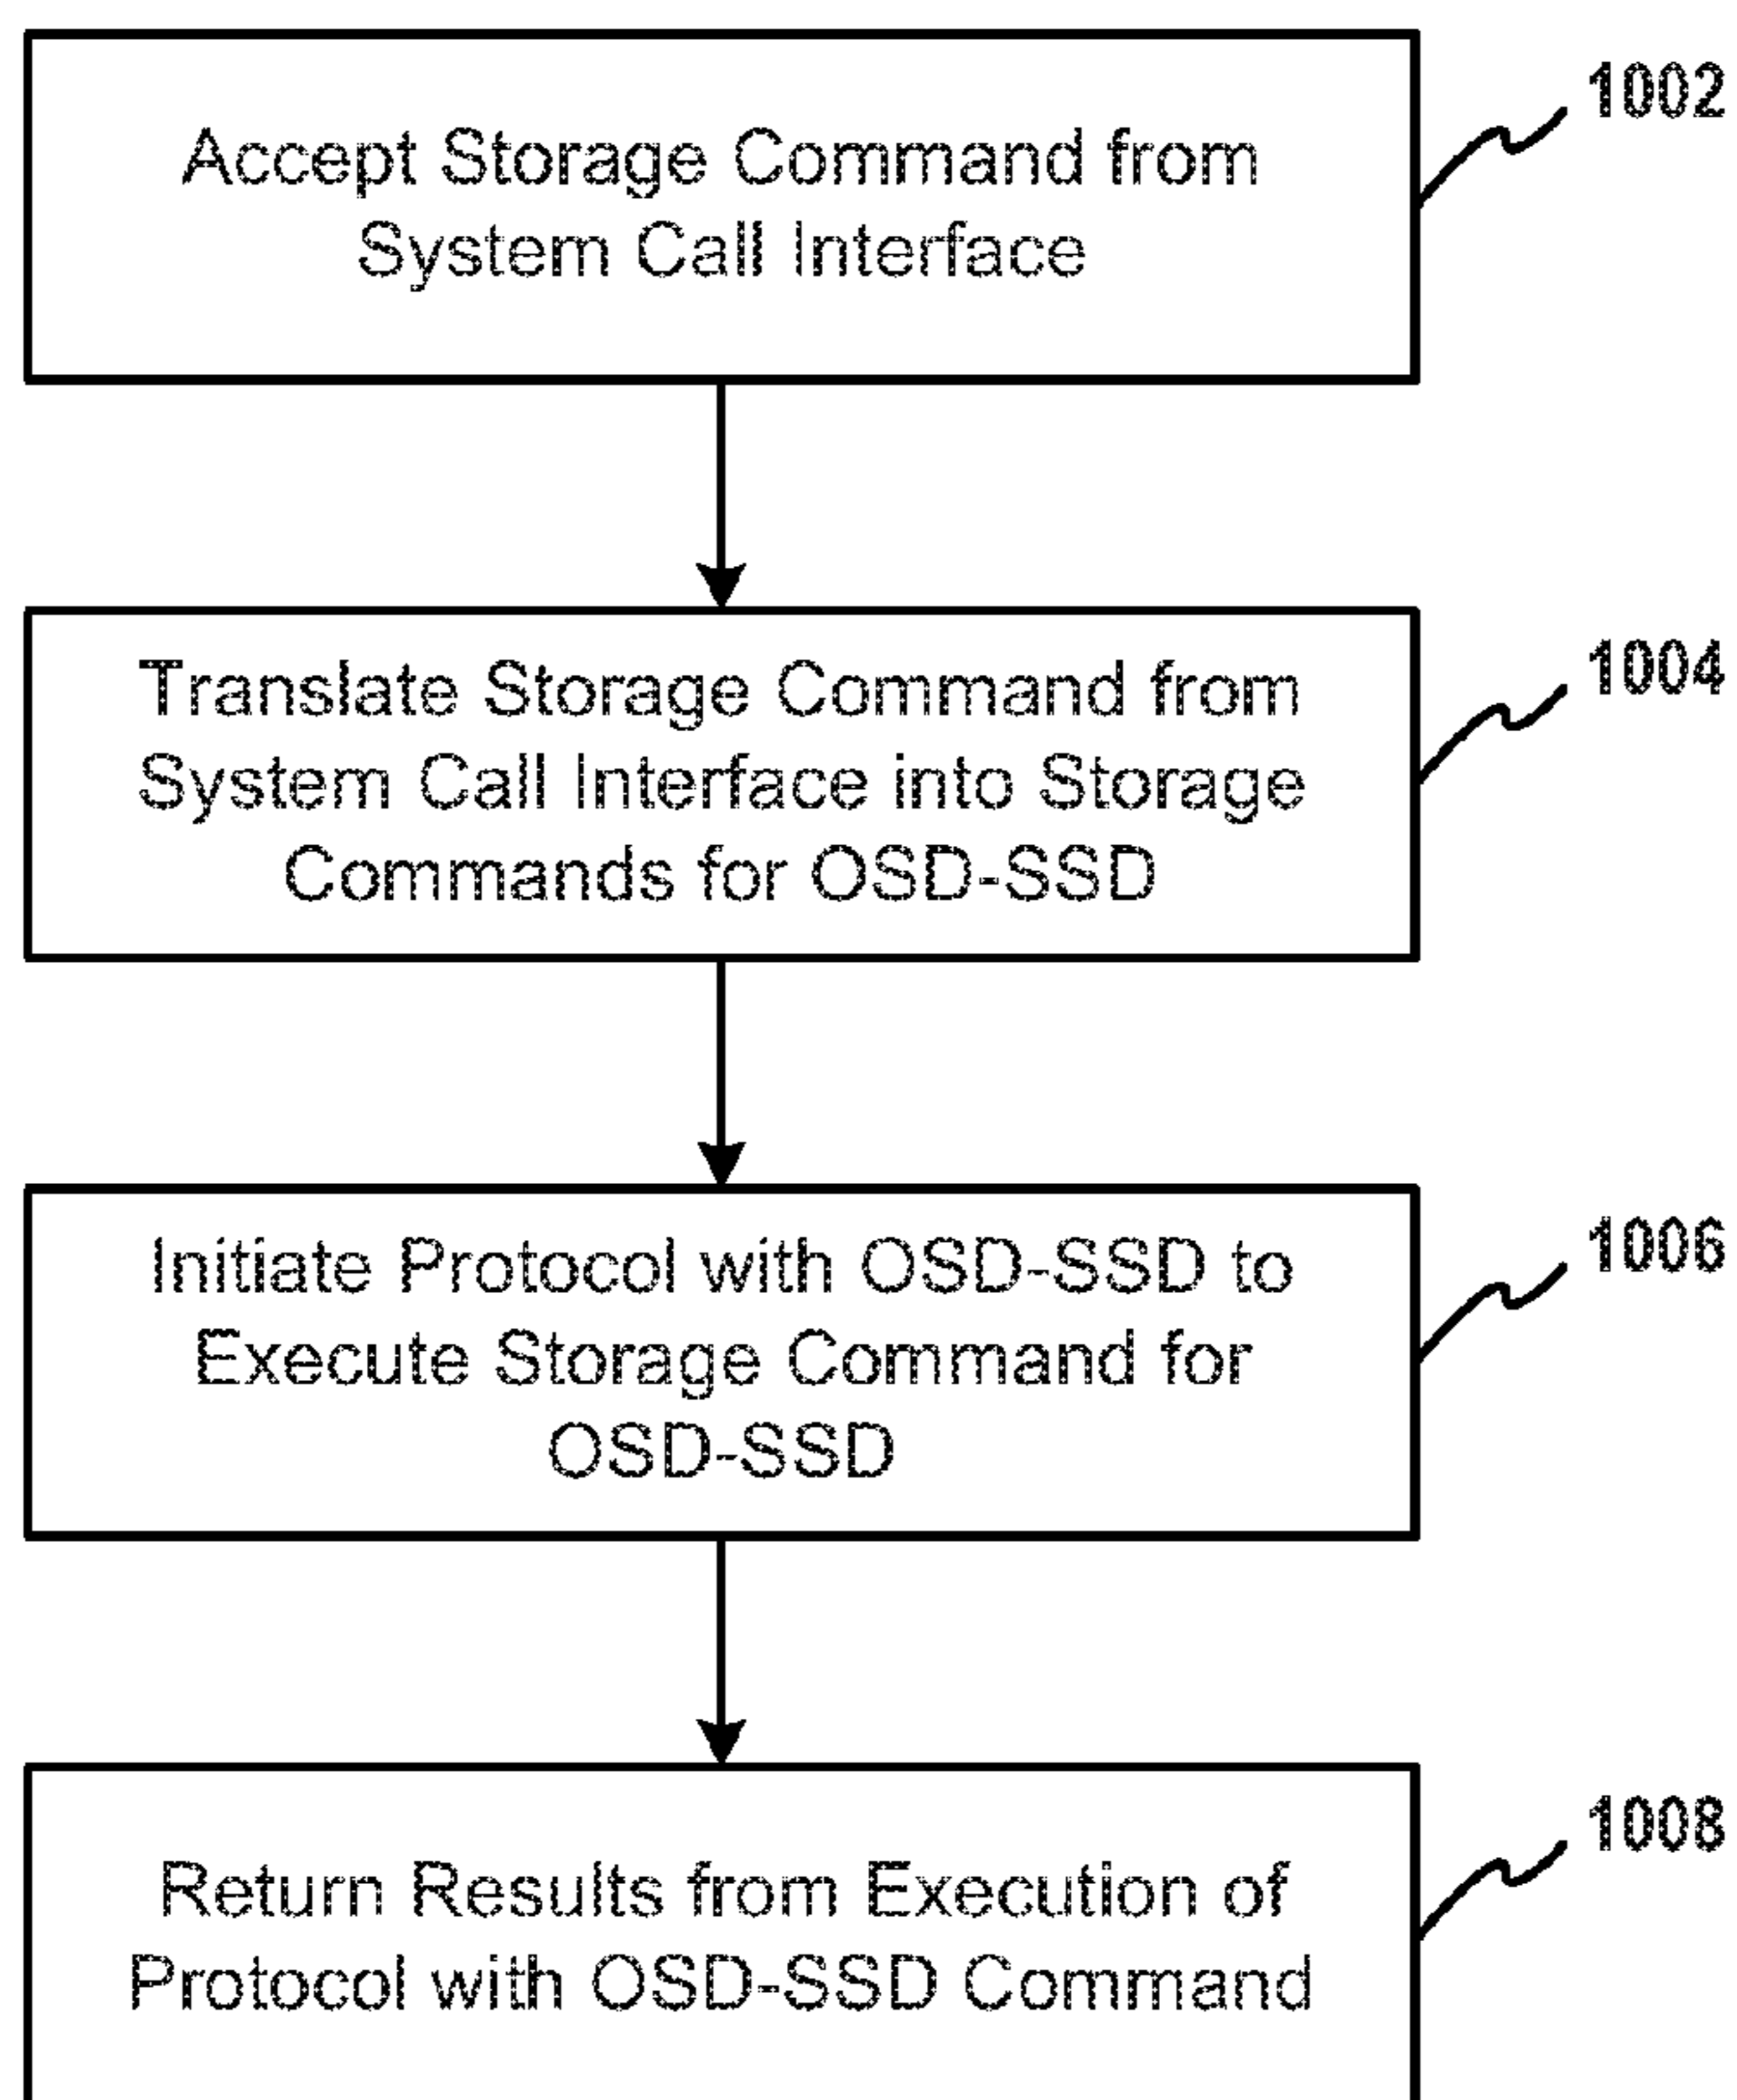 1002
Accept Storage Command from
System Call Interface
1004
Translate Storage Command from
System Call Interface into Storage
Commands for OSD-SSD
1006
Initiate Protocol with OSD-SSD to
Execute Storage Command for
OSD-SSD
1008
Return Results from Execution of
Protocol with OSD-SSD Command